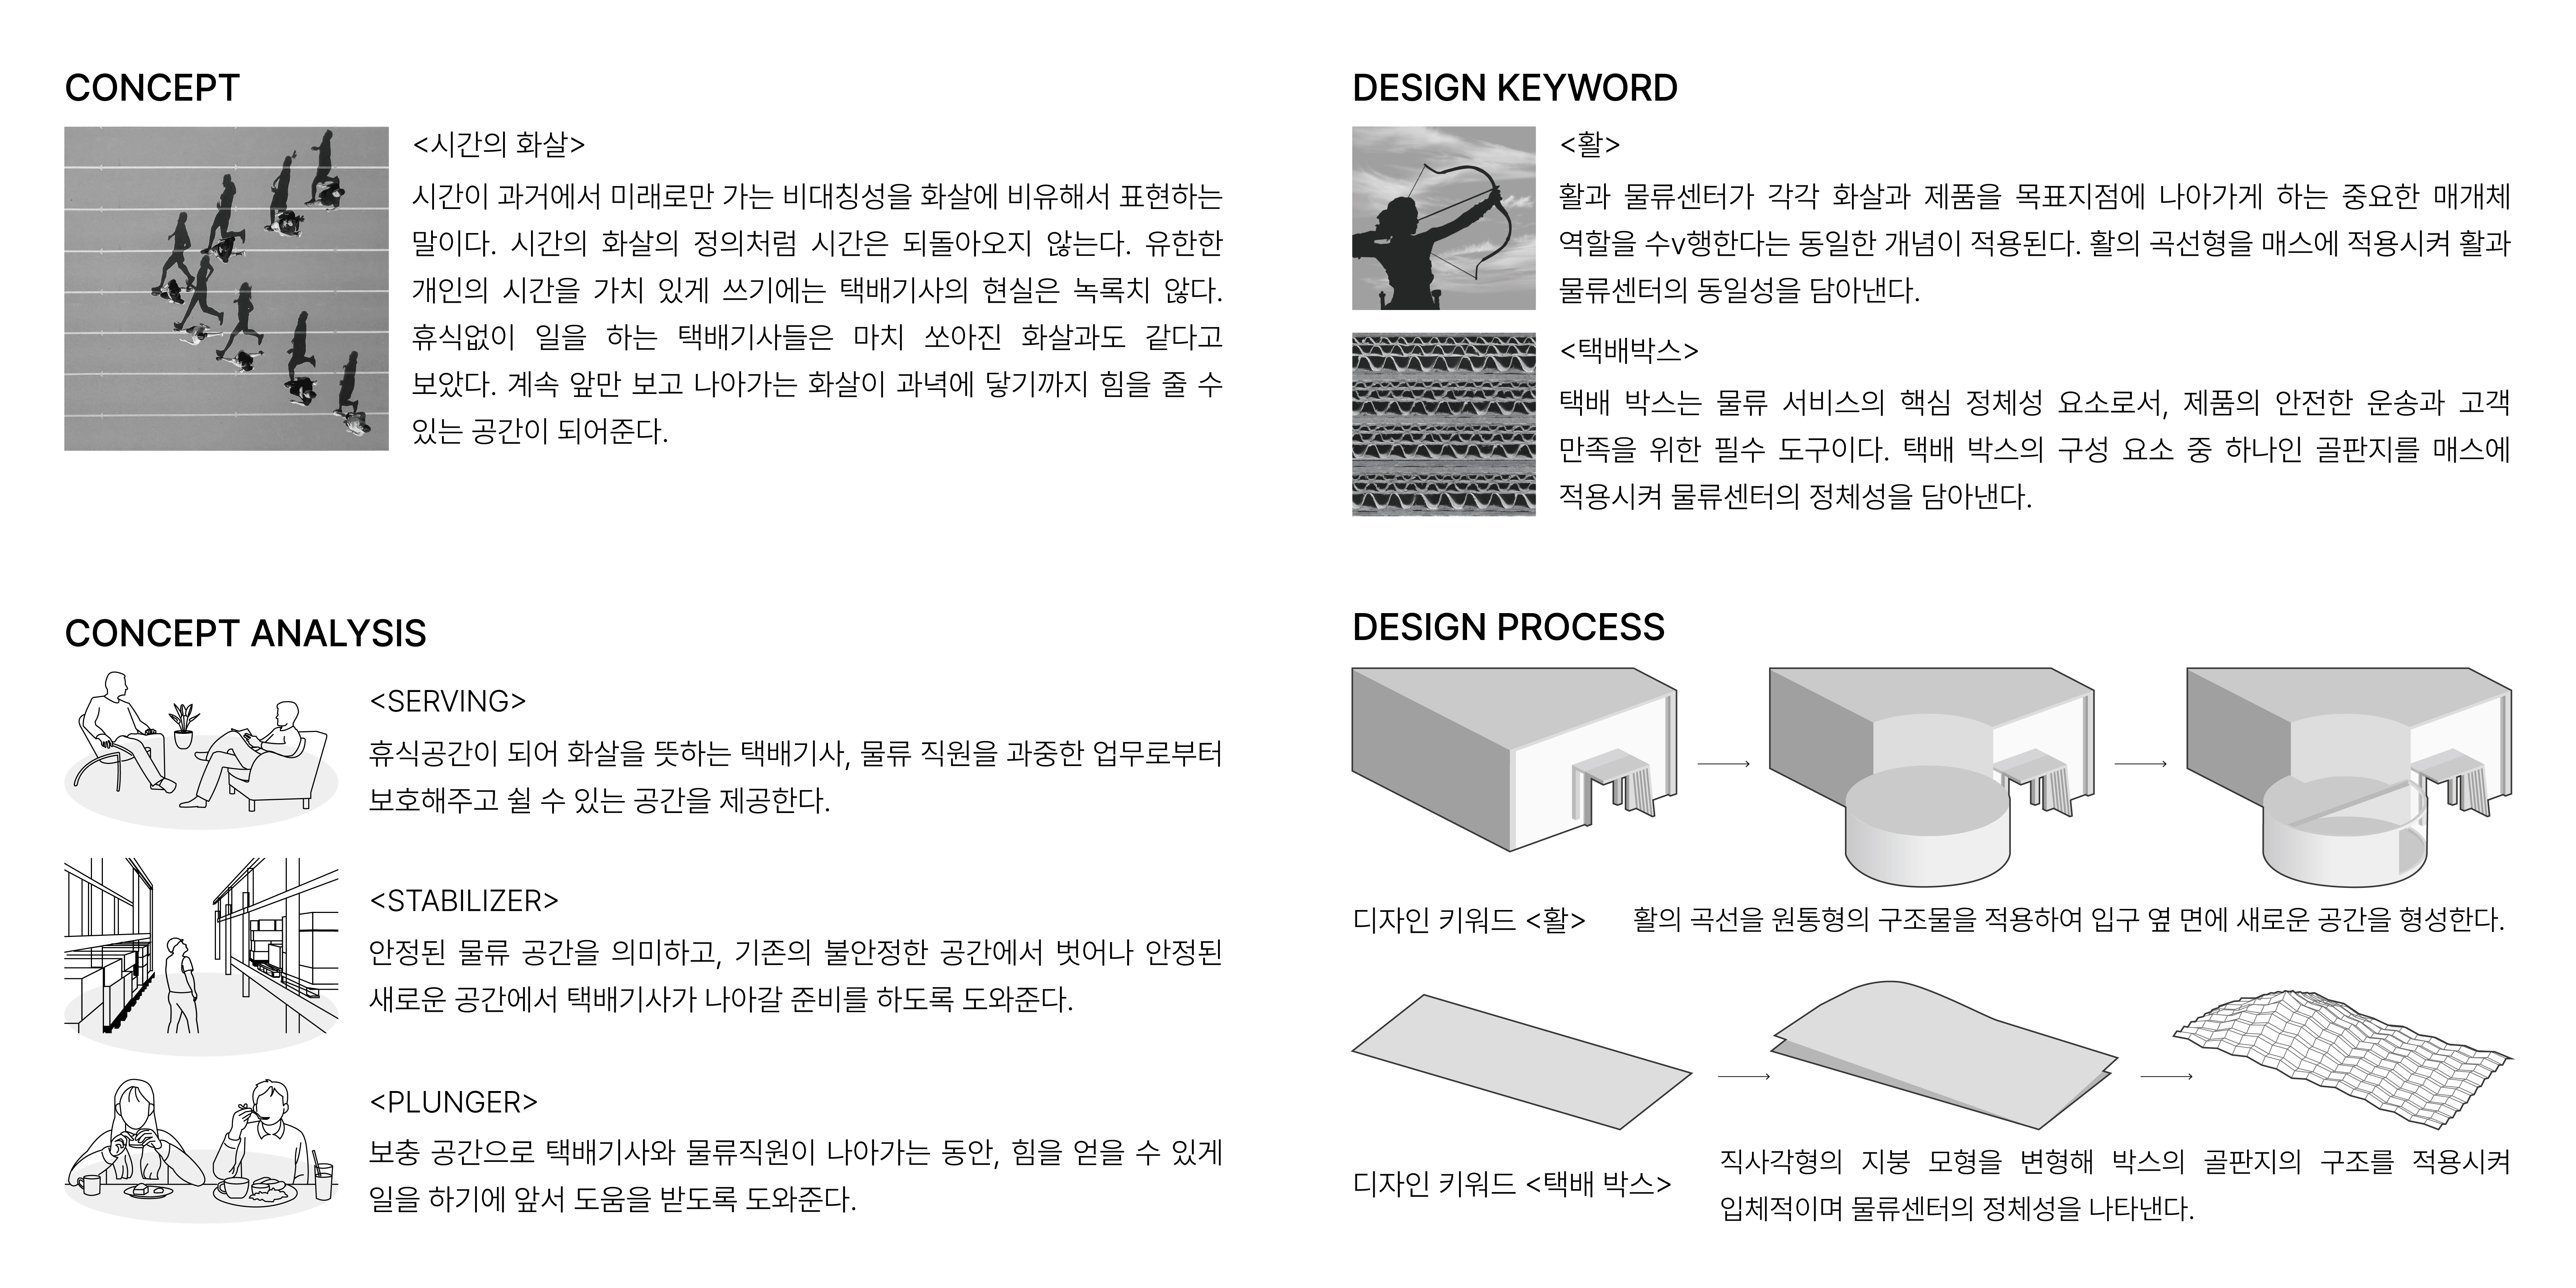 CONCEPT
<시간의 화살>
시간이 과거에서 미래로만 가는 비대칭성을 화살에 비유해서 표현하는
말이다. 시간의 화살의 정의처럼 시간은 되돌아오지 않는다. 유한한
개인의 시간을 가치 있게 쓰기에는 택배기사의 현실은 녹록치 않다.
휴식없이 일을 하는 택배기사들은 마치 쏘아진 화살과도 같다고
보았다. 계속 앞만 보고 나아가는 화살이 과녁에 닿기까지 힘을 줄 수
있는 공간이 되어준다.
DESIGN KEYWORD
<활>
활과 물류센터가 각각 화살과 제품을 목표지점에 나아가게 하는 중요한 매개체
역할을 수v행한다는 동일한 개념이 적용된다. 활의 곡선형을 매스에 적용시켜 활과
물류센터의 동일성을 담아낸다.
<택배박스>
택배 박스는 물류 서비스의 핵심 정체성 요소로서, 제품의 안전한 운송과 고객
만족을 위한 필수 도구이다. 택배 박스의 구성 요소 중 하나인 골판지를 매스에
적용시켜 물류센터의 정체성을 담아낸다.
CONCEPT ANALYSIS
<SERVING>
휴식공간이 되어 화살을 뜻하는 택배기사, 물류 직원을 과중한 업무로부터
보호해주고 쉴 수 있는 공간을 제공한다.
<STABILIZER>
안정된 물류 공간을 의미하고, 기존의 불안정한 공간에서 벗어나 안정된
새로운 공간에서 택배기사가 나아갈 준비를 하도록 도와준다.
<PLUNGER>
보충 공간으로 택배기사와 물류직원이 나아가는 동안, 힘을 얻을 수 있게
일을 하기에 앞서 도움을 받도록 도와준다.
DESIGN PROCESS
디자인 키워드 <활>
활의 곡선을 원통형의 구조물을 적용하여 입구 옆 면에 새로운 공간을 형성한다.
디자인 키워드 <택배 박스>
직사각형의 지붕 모형을 변형해 박스의 골판지의 구조를 적용시켜
입체적이며 물류센터의 정체성을 나타낸다.